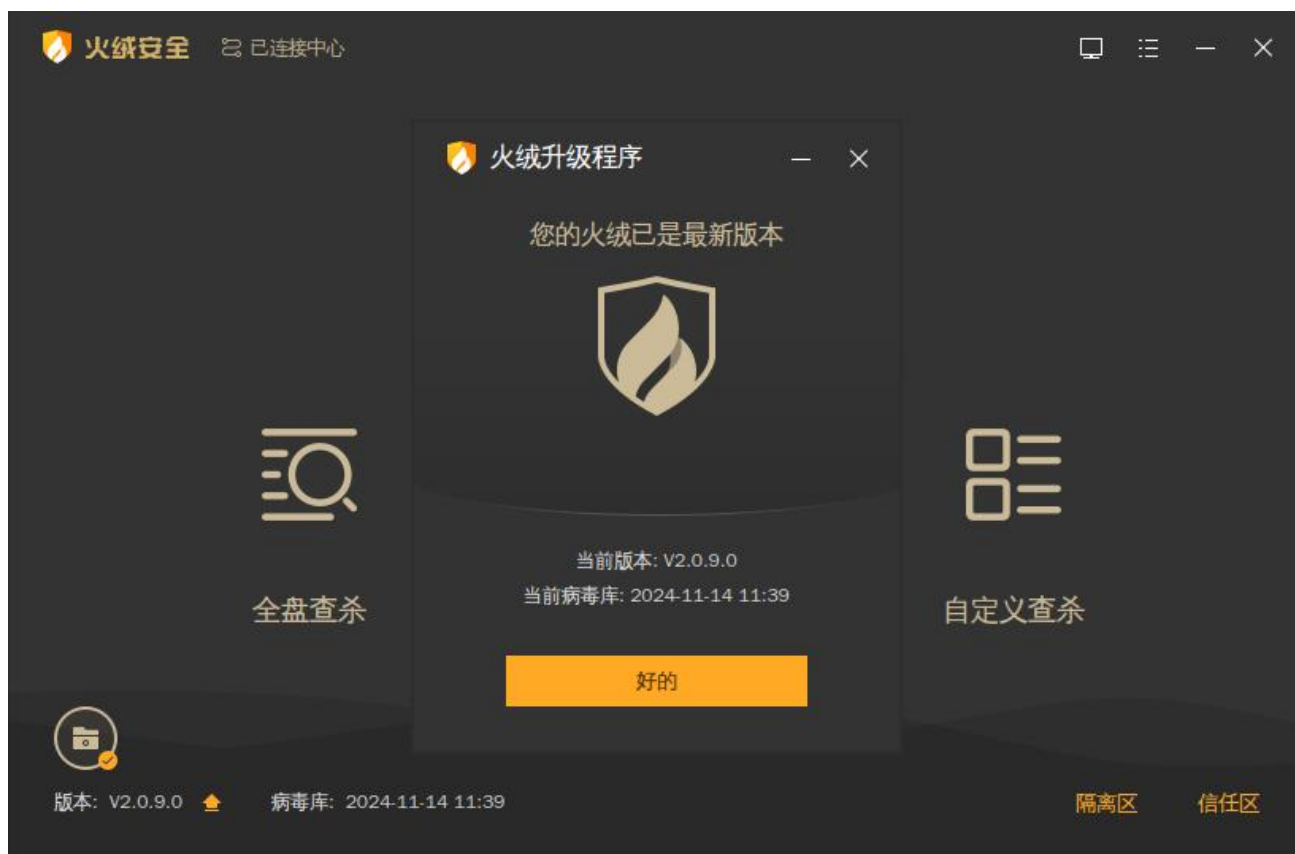 火绒安全 已连接中心
火绒升级程序
您的火绒已是最新版本
当前版本: V2.0.9.0
当前病毒库: 2024-11-14 11:39
好的
全盘查杀
自定义查杀
版本: V2.0.9.0 病毒库: 2024-11-14 11:39 隔离区 信任区